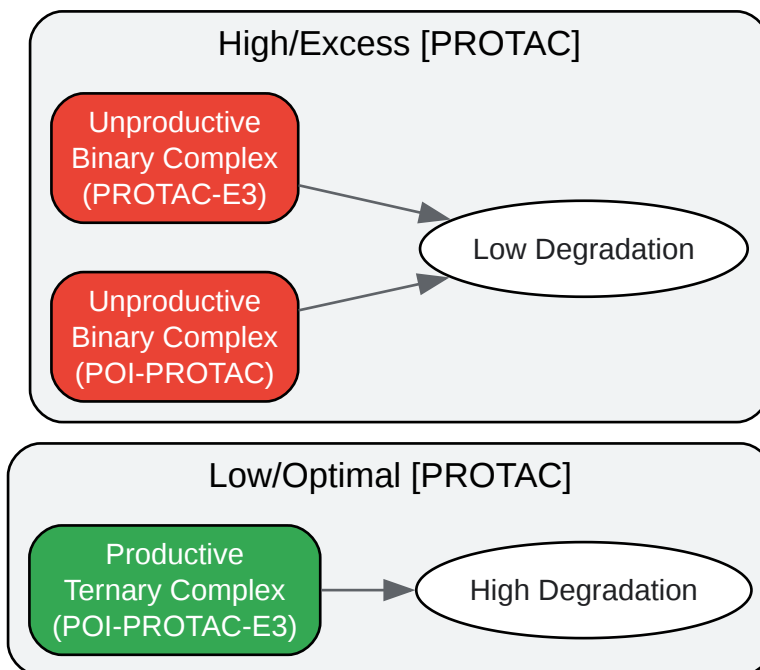 High/Excess [PROTAC]
Unproductive
Binary Complex
(PROTAC-E3)
Low Degradation
Unproductive
Binary Complex
(POI-PROTAC)
Low/Optimal [PROTAC]
Productive
Ternary Complex
(POI-PROTAC-E3)
High Degradation